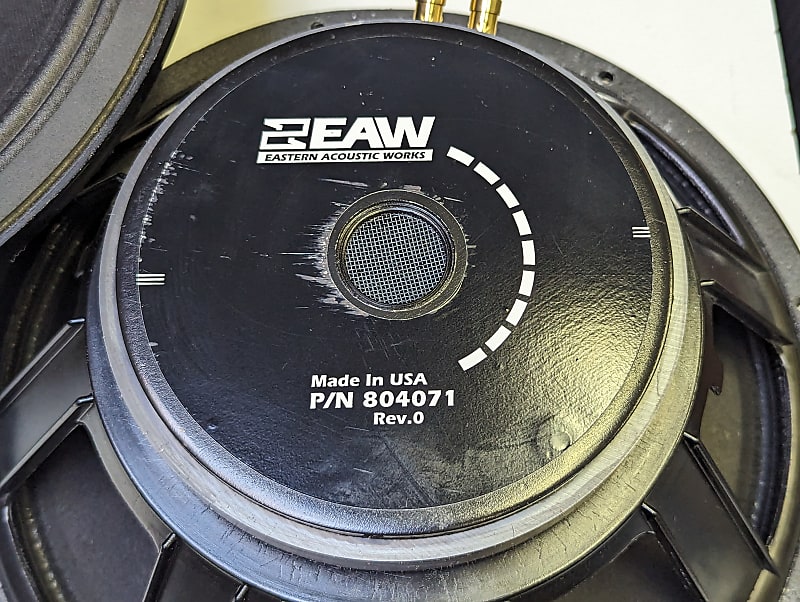 EAW
EASTERN ACOUSTIC WORKS
Made In USA
P/N 804071
Rev.0